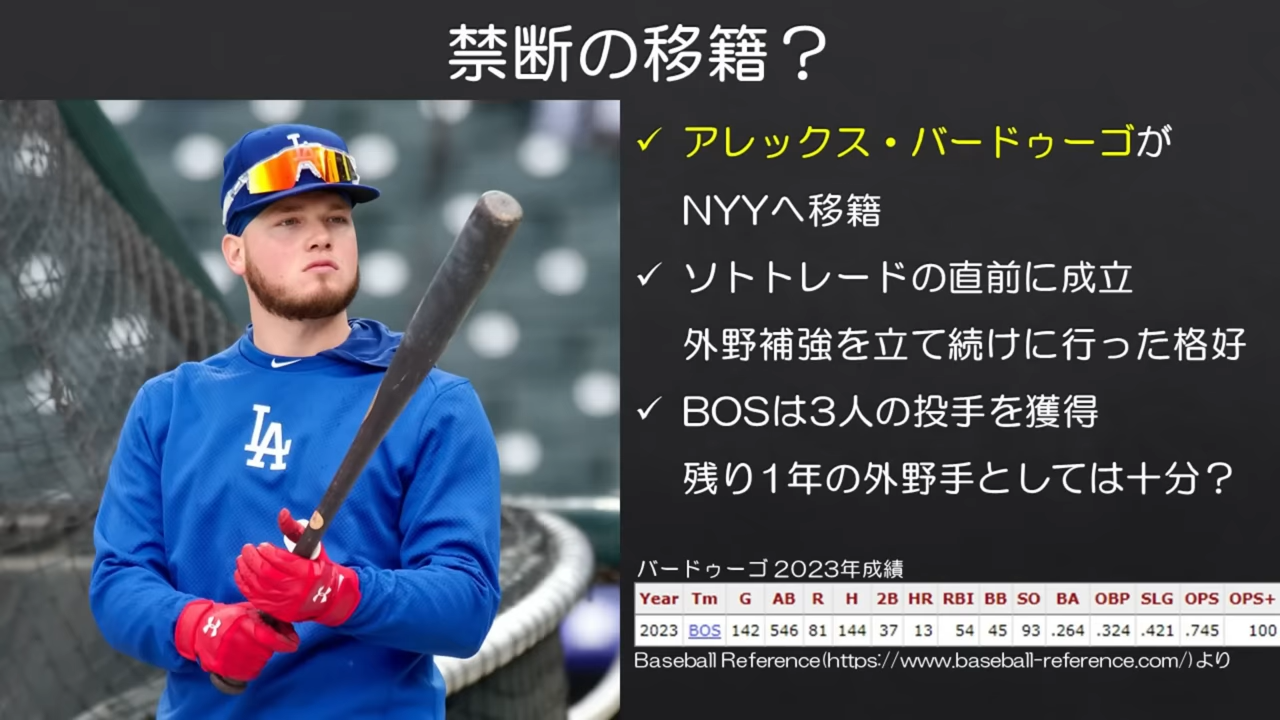 禁断の移籍？
✓ アレックス・バードゥーゴが
NYYへ移籍
✓ ソトトレードの直前に成立
外野補強を立て続けに行った格好
✓ BOSは3人の投手を獲得
残り1年の外野手としては十分？
LA
LA
バードゥーゴ 2023年成績
Year Tm G AB R H 2B HR RBI BB SO BA OBP SLG OPS OPS+
2023 BOS 142 546 81 144 37 13 54 45 93 .264 .324 .421 .745 100
Baseball Reference(https://www.baseball-reference.com/)より